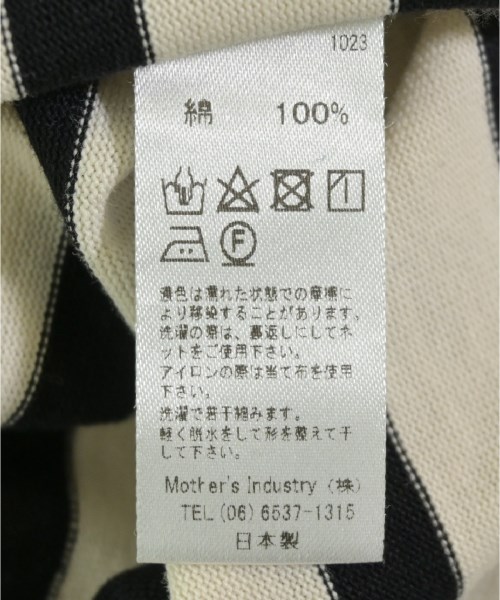 1023
綿 100%
F
濃色は濡れた状態での摩擦に
より移染することがあります。
洗濯の際は、裏返しにしてネ
ットをご使用下さい。
アイロンの際は当て布を使用
下さい。
洗濯で若干縮みます。
軽く脱水をして形を整えて干
して下さい。
Mother's Industry (株)
TEL (06) 6537-1315
日本製